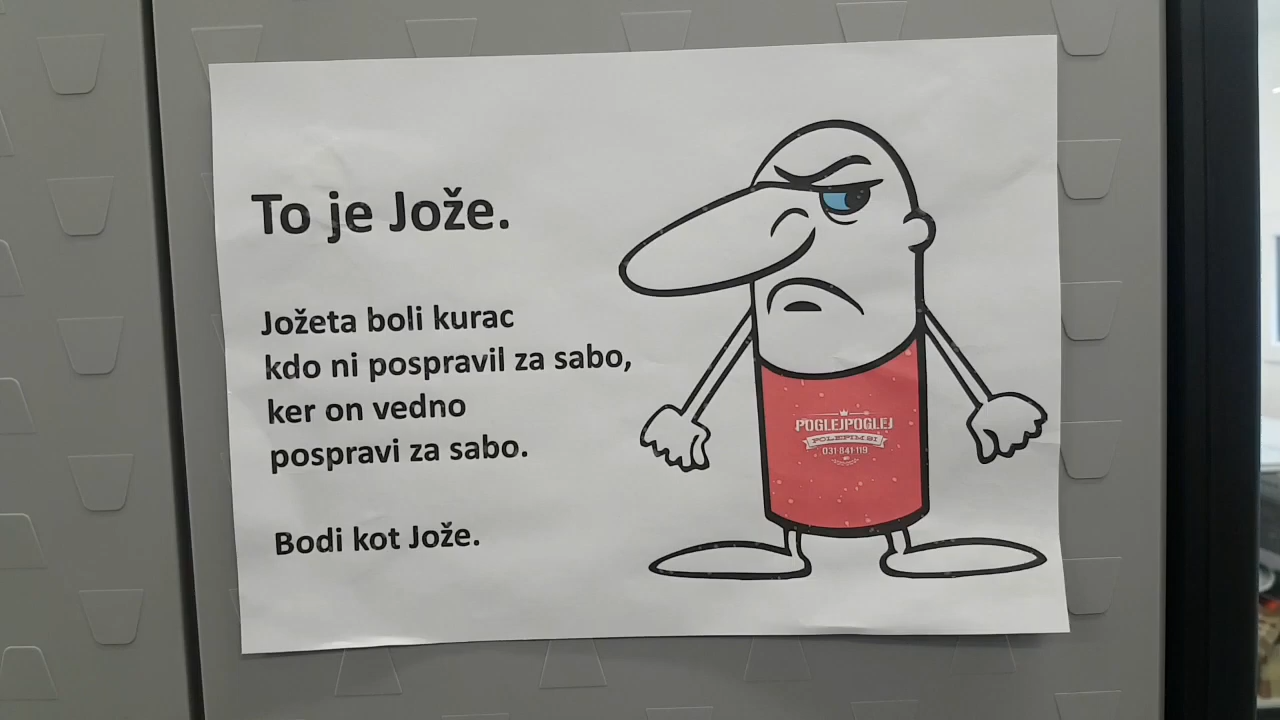 To je Jože.
Jožeta boli kurac
kdo ni pospravil za sabo,
ker on vedno
pospravi za sabo.
Bodi kot Jože.
POGLEJPOGLEJ
POLEPIM.SI
031 841 119